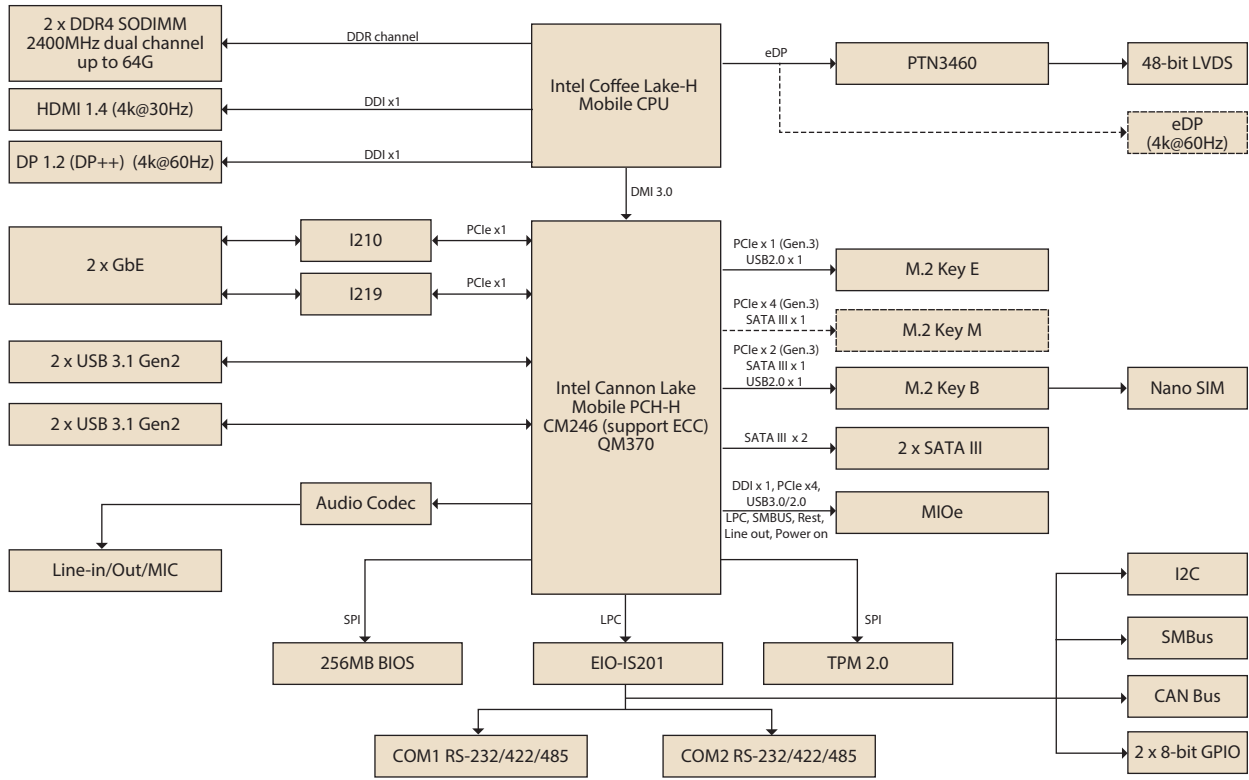 2 x DDR4 SODIMM
2400MHz dual channel
up to 64G
DDR channel
HDMI 1.4 (4k@30Hz)
DDI x1
DP 1.2 (DP++) (4k@60Hz)
DDI x1
Intel Coffee Lake-H
Mobile CPU
eDP
PTN3460
48-bit LVDS
eDP
(4k@60Hz)
DMI 3.0
2 x GbE
I210
PCIe x1
I219
PCIe x1
2 x USB 3.1 Gen2
2 x USB 3.1 Gen2
Audio Codec
Line-in/Out/MIC
Intel Cannon Lake
Mobile PCH-H
CM246 (support ECC)
QM370
PCIe x 1 (Gen.3)
USB2.0 x 1
M.2 Key E
PCIe x 4 (Gen.3)
SATA III x 1
M.2 Key M
PCIe x 2 (Gen.3)
SATA III x 1
USB2.0 x 1
M.2 Key B
Nano SIM
SATA III x 2
2 x SATA III
DDI x 1, PCIe x4,
USB3.0/2.0
LPC, SMBUS, Rest,
Line out, Power on
MIOe
SPI
256MB BIOS
LPC
EIO-IS201
SPI
TPM 2.0
I2C
SMBus
CAN Bus
2 x 8-bit GPIO
COM1 RS-232/422/485
COM2 RS-232/422/485